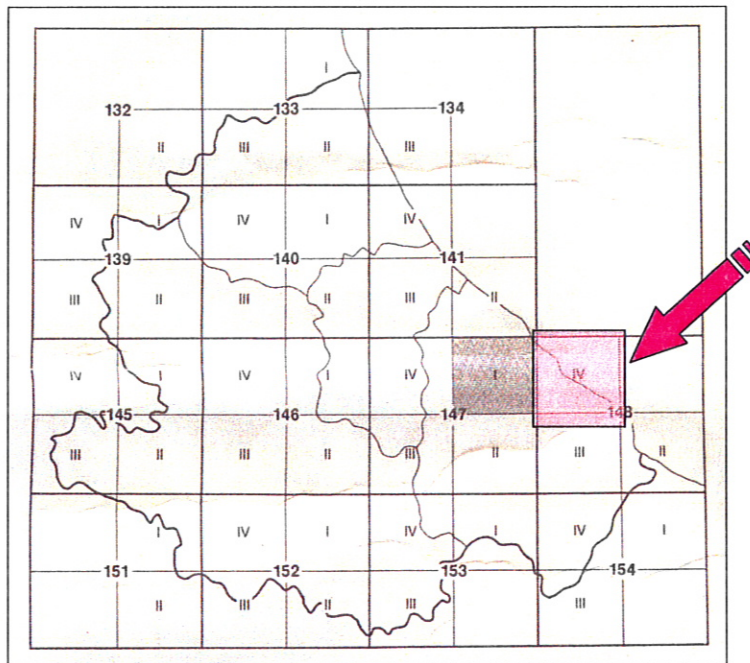 I
132 133 134
II III II III
IV I IV I IV
139 140 141
III II III II III II
IV I IV I IV I IV
145 146 147 148
III II III II III II III II
I IV I IV I IV I
151 152 153 154
II III II III III